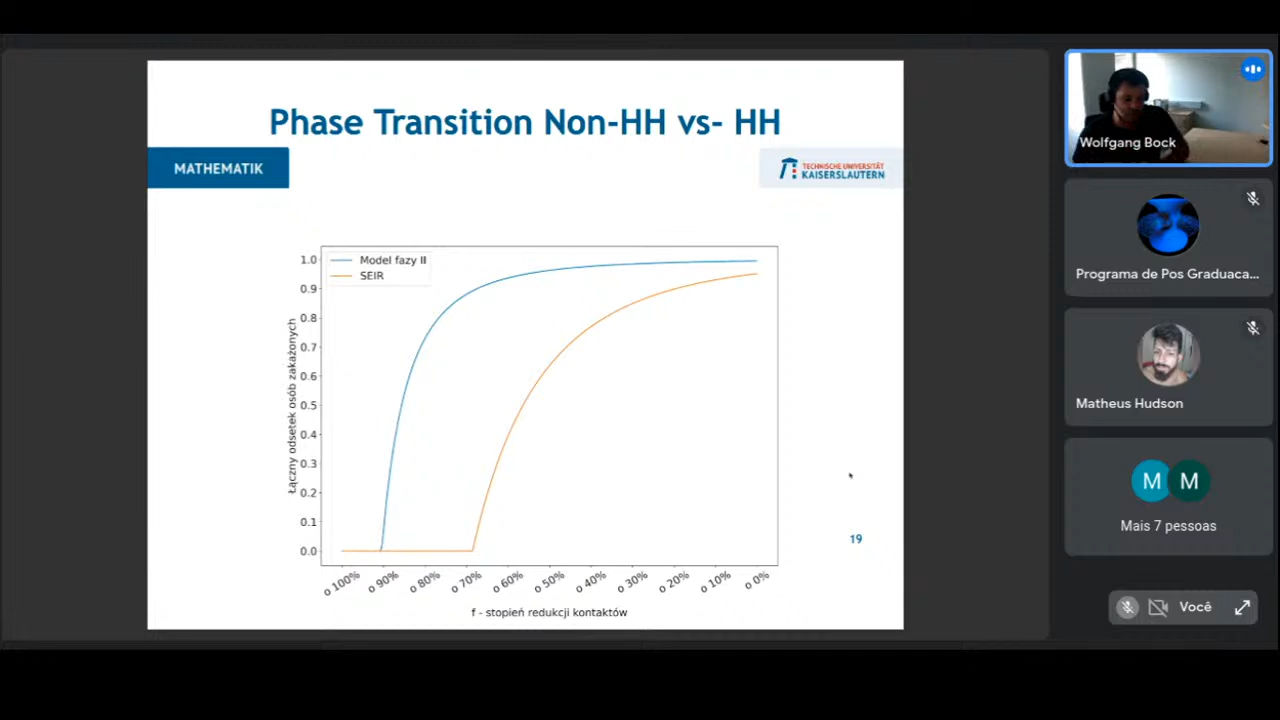 Phase Transition Non-HH vs- HH
MATHEMATIK
TECHNISCHE UNIVERSITÄT
KAISERSLAUTERN
Model fazy II
SEIR
Łączny odsetek osób zakażonych
1.0
0.9
0.8
0.7
0.6
0.5
0.4
0.3
0.2
0.1
0.0
o 100%
o 90%
o 80%
o 70%
o 60%
o 50%
o 40%
o 30%
o 20%
o 10%
o 0%
f - stopień redukcji kontaktów
19
Wolfgang Bock
Programa de Pos Graduaca...
Matheus Hudson
M
M
Mais 7 pessoas
Você